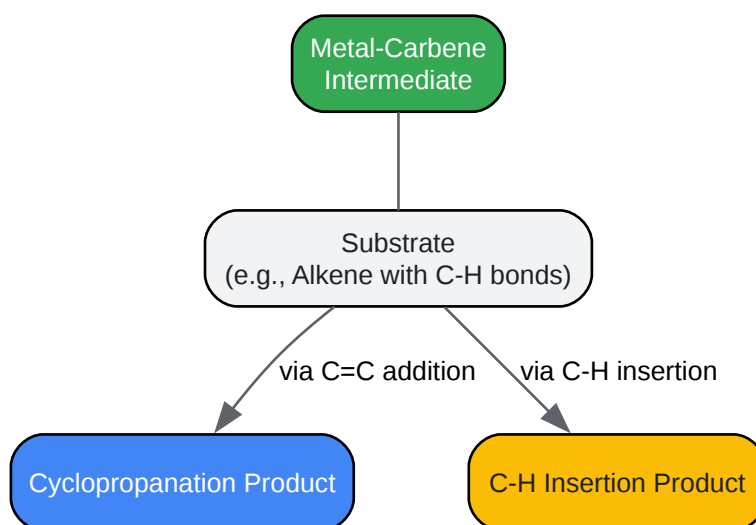 Metal-Carbene
Intermediate
Substrate
(e.g., Alkene with C-H bonds)
via C=C addition
via C-H insertion
Cyclopropanation Product
C-H Insertion Product